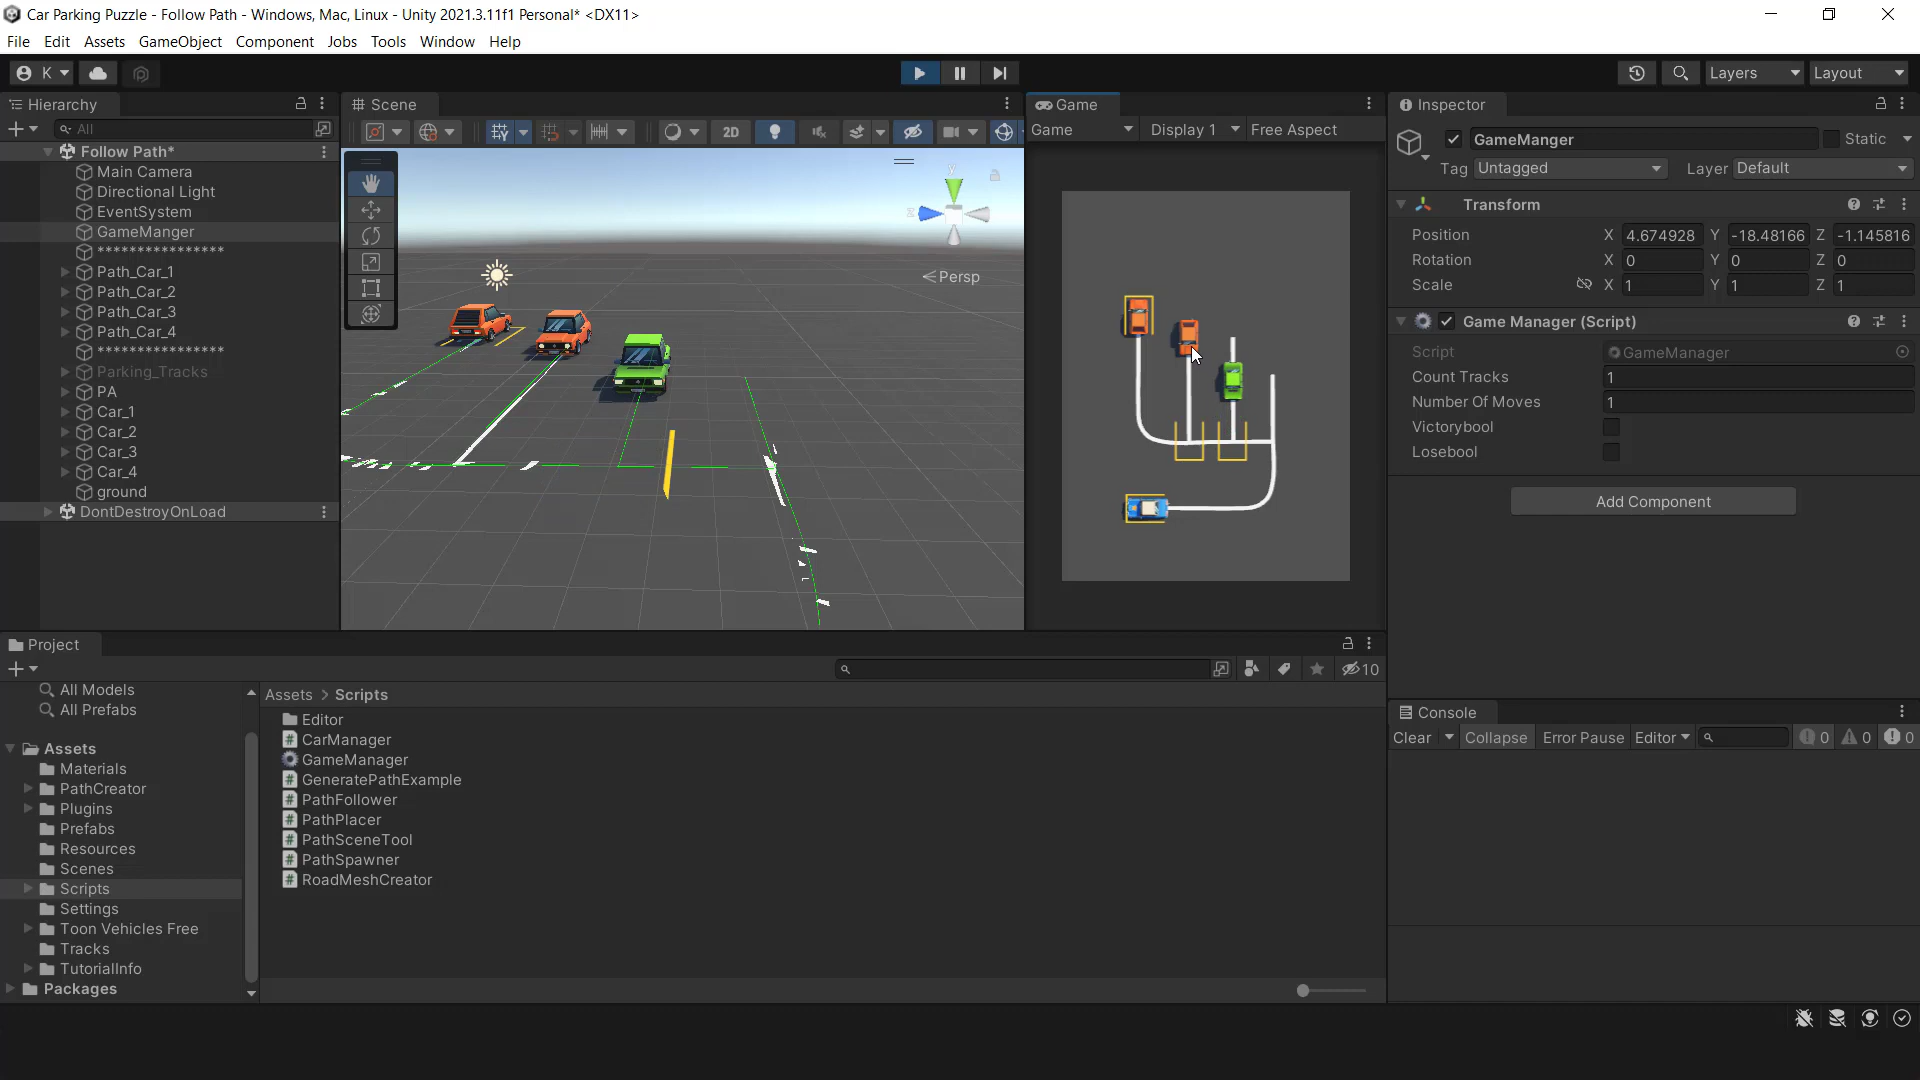 Car Parking Puzzle - Follow Path - Windows, Mac, Linux - Unity 2021.3.11f1 Personal* <DX11>
File Edit Assets GameObject Component Jobs Tools Window Help
K Layers Layout
Hierarchy
All
Follow Path*
Main Camera
Directional Light
EventSystem
GameManger
****************
Path_Car_1
Path_Car_2
Path_Car_3
Path_Car_4
****************
Parking_Tracks
PA
Car_1
Car_2
Car_3
Car_4
ground
DontDestroyOnLoad
Scene
2D
y
z
Persp
Game
Game Display 1 Free Aspect
Inspector
GameManger Static
Tag Untagged Layer Default
Transform
Position X 4.674928 Y -18.48166 Z -1.145816
Rotation X 0 Y 0 Z 0
Scale X 1 Y 1 Z 1
Game Manager (Script)
Script GameManager
Count Tracks 1
Number Of Moves 1
Victorybool
Losebool
Add Component
Project
10
All Models
All Prefabs
Assets
Materials
PathCreator
Plugins
Prefabs
Resources
Scenes
Scripts
Settings
Toon Vehicles Free
Tracks
TutorialInfo
Packages
Assets > Scripts
Editor
CarManager
GameManager
GeneratePathExample
PathFollower
PathPlacer
PathSceneTool
PathSpawner
RoadMeshCreator
Console
Clear Collapse Error Pause Editor 0 0 0